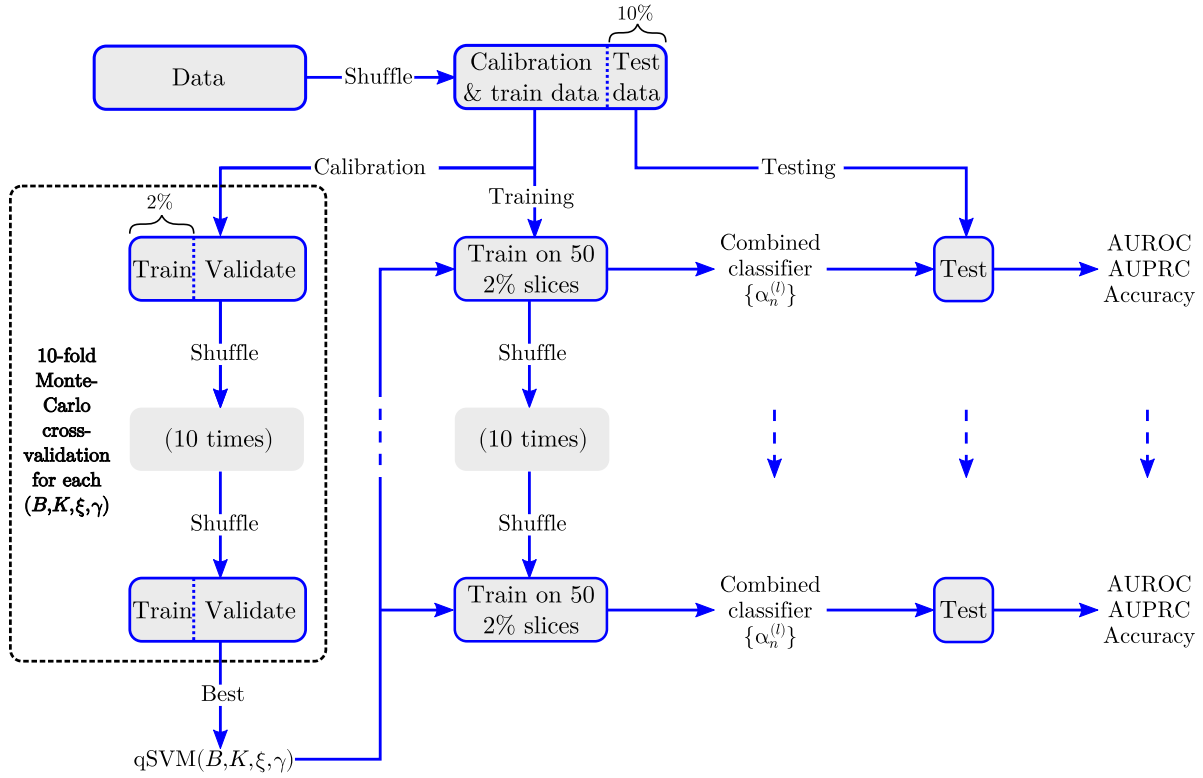 10%
Data
Shuffle
Calibration
& train data
Test
data
Calibration
Testing
Training
2%
Train
Validate
Train on 50
2% slices
Combined
classifier
{α_n^(l)}
Test
AUROC
AUPRC
Accuracy
Shuffle
Shuffle
10-fold
Monte-
Carlo
cross-
validation
for each
(B,K,ξ,γ)
(10 times)
(10 times)
Shuffle
Shuffle
Train
Validate
Train on 50
2% slices
Combined
classifier
{α_n^(l)}
Test
AUROC
AUPRC
Accuracy
Best
qSVM(B,K,ξ,γ)